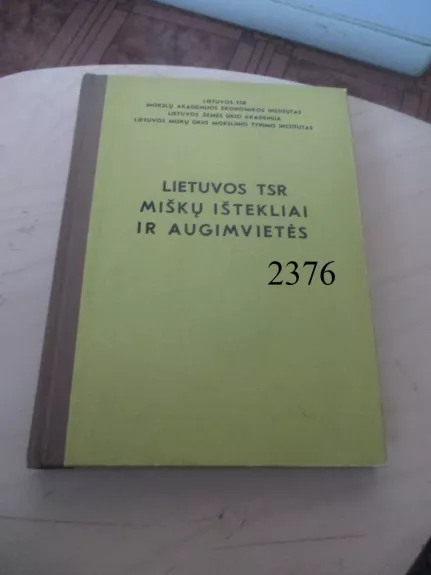 LIETUVOS TSR
MOKSLŲ AKADEMIJOS EKONOMIKOS INSTITUTAS
LIETUVOS ŽEMĖS ŪKIO AKADEMIJA
LIETUVOS MIŠKŲ ŪKIO MOKSLINIO TYRIMO INSTITUTAS
LIETUVOS TSR
MIŠKŲ IŠTEKLIAI
IR AUGIMVIETĖS
2376